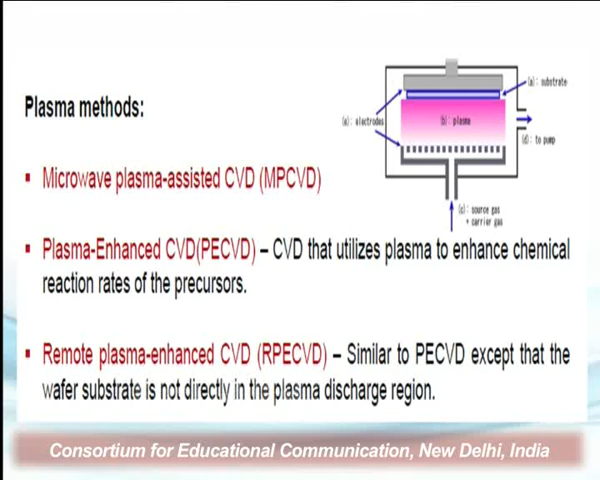 Plasma methods:
(a): substrate
(a): electrodes
(b): plasma
(d): to pump
(c): source gas
+ carrier gas
▪ Microwave plasma-assisted CVD (MPCVD)
▪ Plasma-Enhanced CVD(PECVD) – CVD that utilizes plasma to enhance chemical
reaction rates of the precursors.
▪ Remote plasma-enhanced CVD (RPECVD) – Similar to PECVD except that the
wafer substrate is not directly in the plasma discharge region.
Consortium for Educational Communication, New Delhi, India